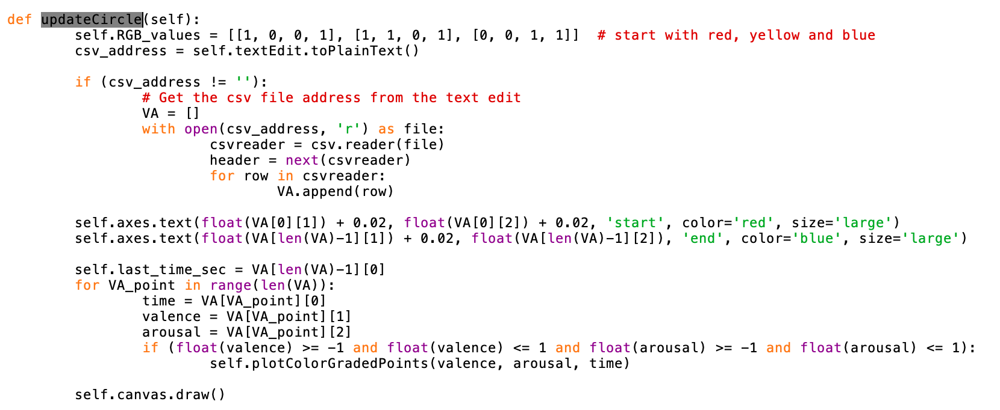 def updateCircle(self):
        self.RGB_values = [[1, 0, 0, 1], [1, 1, 0, 1], [0, 0, 1, 1]]  # start with red, yellow and blue
        csv_address = self.textEdit.toPlainText()

        if (csv_address != ''):
                # Get the csv file address from the text edit
                VA = []
                with open(csv_address, 'r') as file:
                        csvreader = csv.reader(file)
                        header = next(csvreader)
                        for row in csvreader:
                                VA.append(row)

        self.axes.text(float(VA[0][1]) + 0.02, float(VA[0][2]) + 0.02, 'start', color='red', size='large')
        self.axes.text(float(VA[len(VA)-1][1]) + 0.02, float(VA[len(VA)-1][2]), 'end', color='blue', size='large')

        self.last_time_sec = VA[len(VA)-1][0]
        for VA_point in range(len(VA)):
                time = VA[VA_point][0]
                valence = VA[VA_point][1]
                arousal = VA[VA_point][2]
                if (float(valence) >= -1 and float(valence) <= 1 and float(arousal) >= -1 and float(arousal) <= 1):
                        self.plotColorGradedPoints(valence, arousal, time)

        self.canvas.draw()